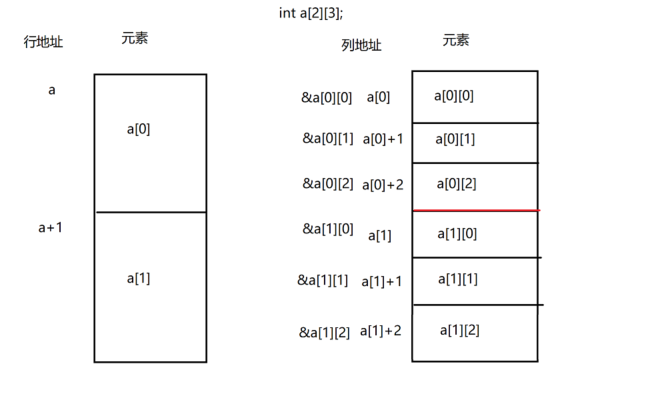 int a[2][3];
行地址 元素 列地址 元素
a &a[0][0] a[0] a[0][0]
a[0] &a[0][1] a[0]+1 a[0][1]
&a[0][2] a[0]+2 a[0][2]
a+1 &a[1][0] a[1] a[1][0]
a[1] &a[1][1] a[1]+1 a[1][1]
&a[1][2] a[1]+2 a[1][2]